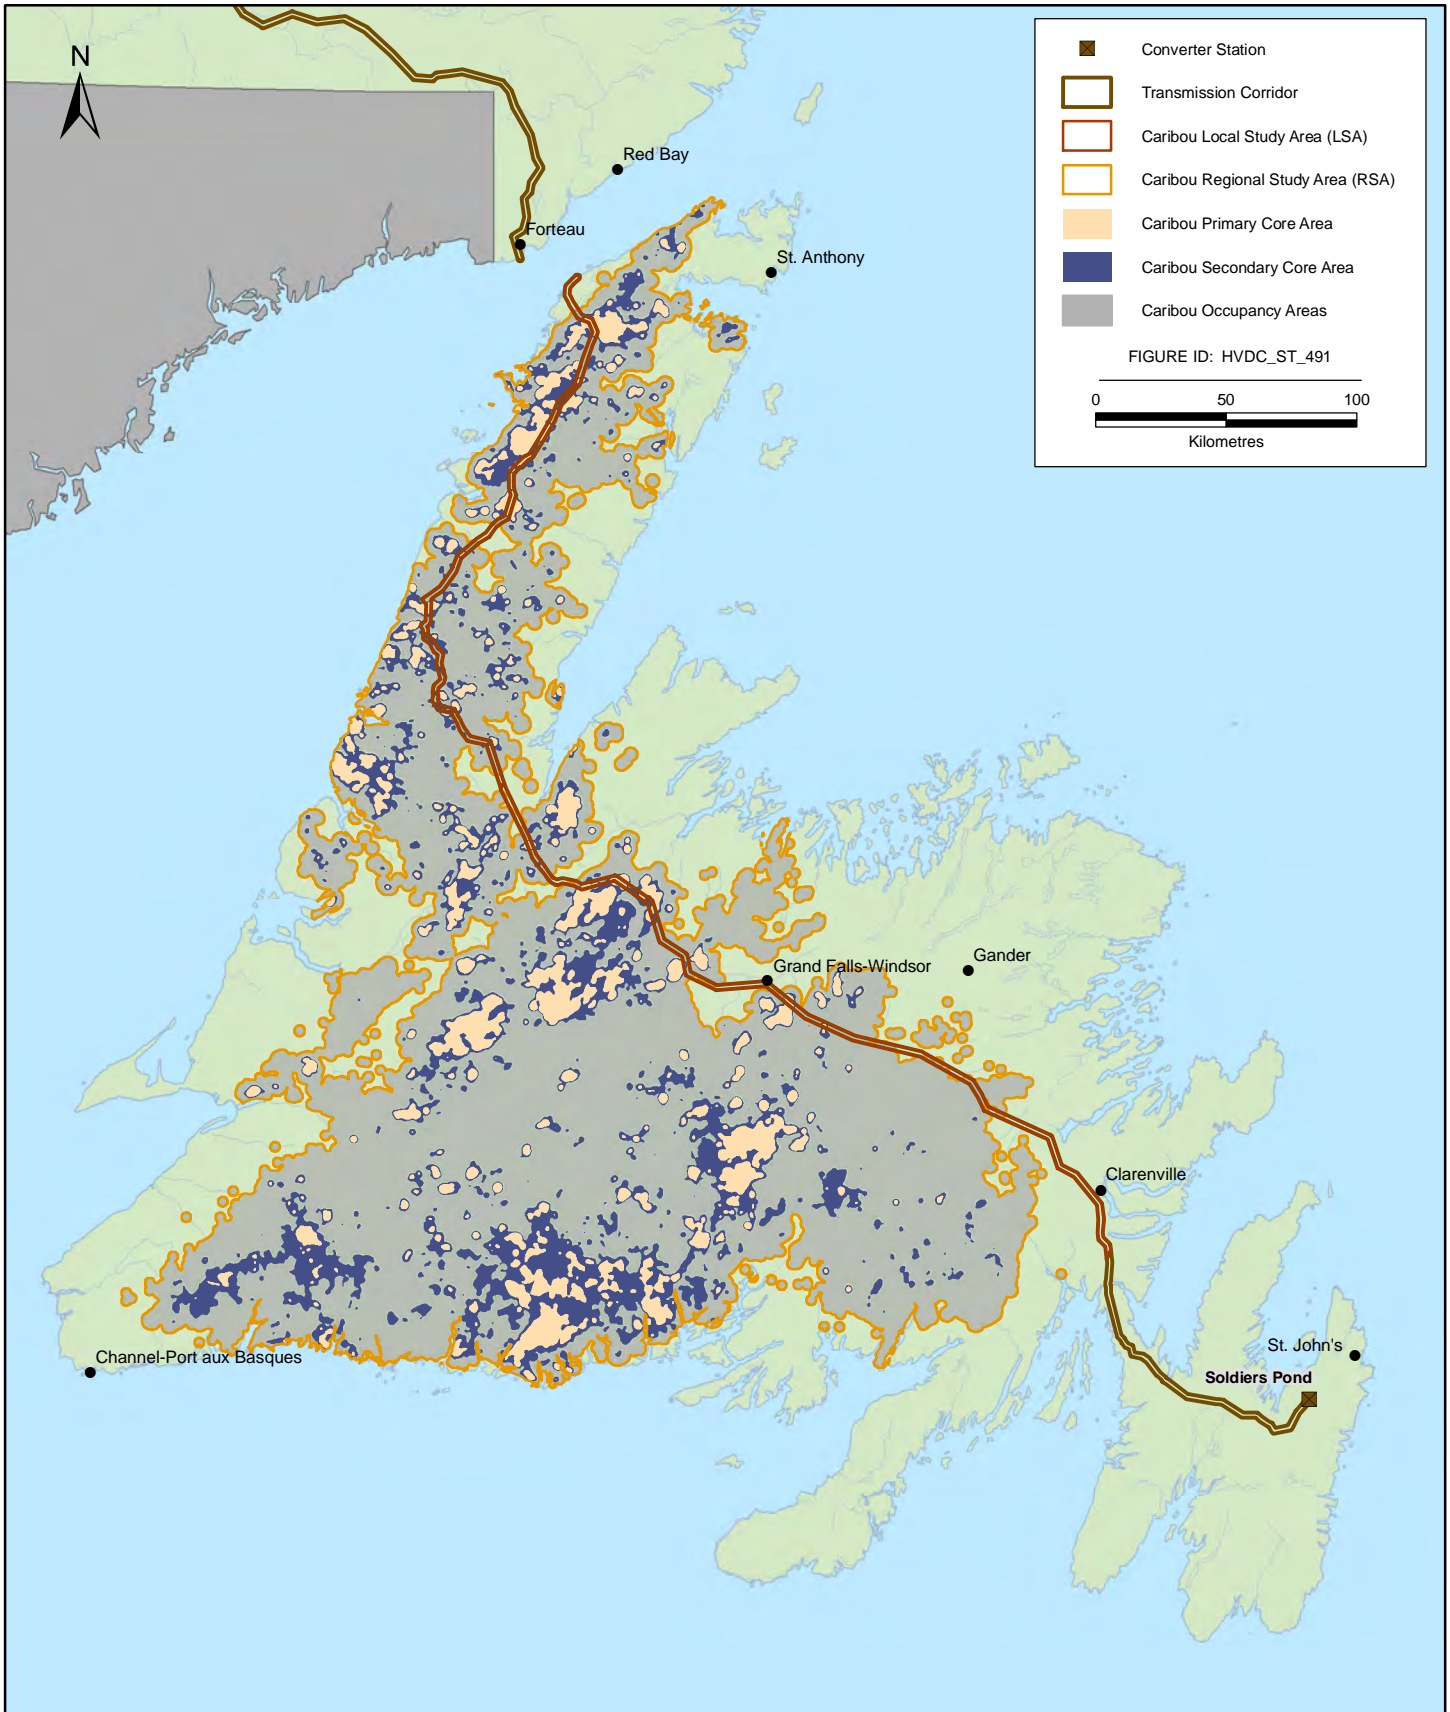 N
Converter Station
Transmission Corridor
Caribou Local Study Area (LSA)
Caribou Regional Study Area (RSA)
Caribou Primary Core Area
Caribou Secondary Core Area
Caribou Occupancy Areas
FIGURE ID: HVDC_ST_491
0 50 100
Kilometres
Red Bay
Forteau
St. Anthony
Grand Falls-Windsor
Gander
Clarenville
St. John's
Soldiers Pond
Channel-Port aux Basques